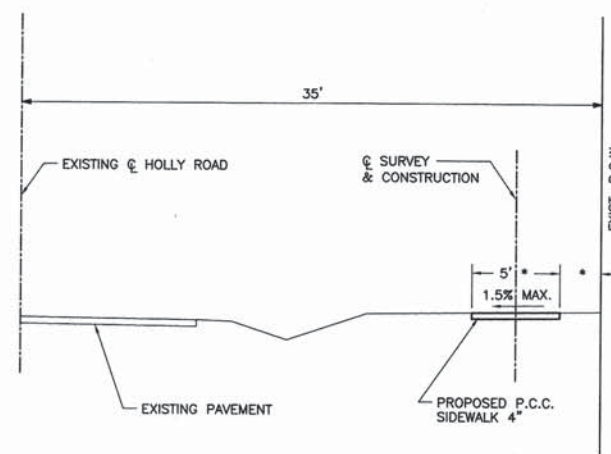 35'
EXISTING ℄ HOLLY ROAD
℄ SURVEY
& CONSTRUCTION
5' * *
1.5% MAX.
EXISTING PAVEMENT
PROPOSED P.C.C.
SIDEWALK 4"